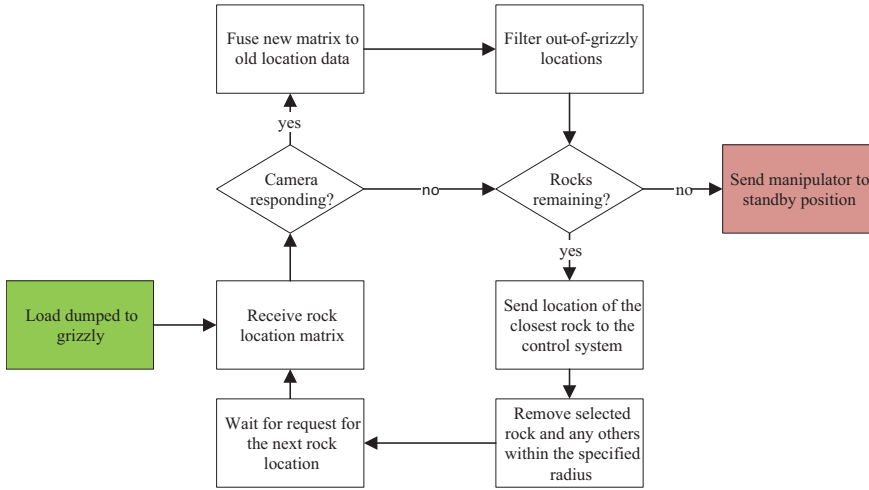 Fuse new matrix to
old location data
Filter out-of-grizzly
locations
yes
Camera
responding?
no
Rocks
remaining?
no
Send manipulator to
standby position
yes
Load dumped to
grizzly
Receive rock
location matrix
Send location of the
closest rock to the
control system
Wait for request for
the next rock
location
Remove selected
rock and any others
within the specified
radius